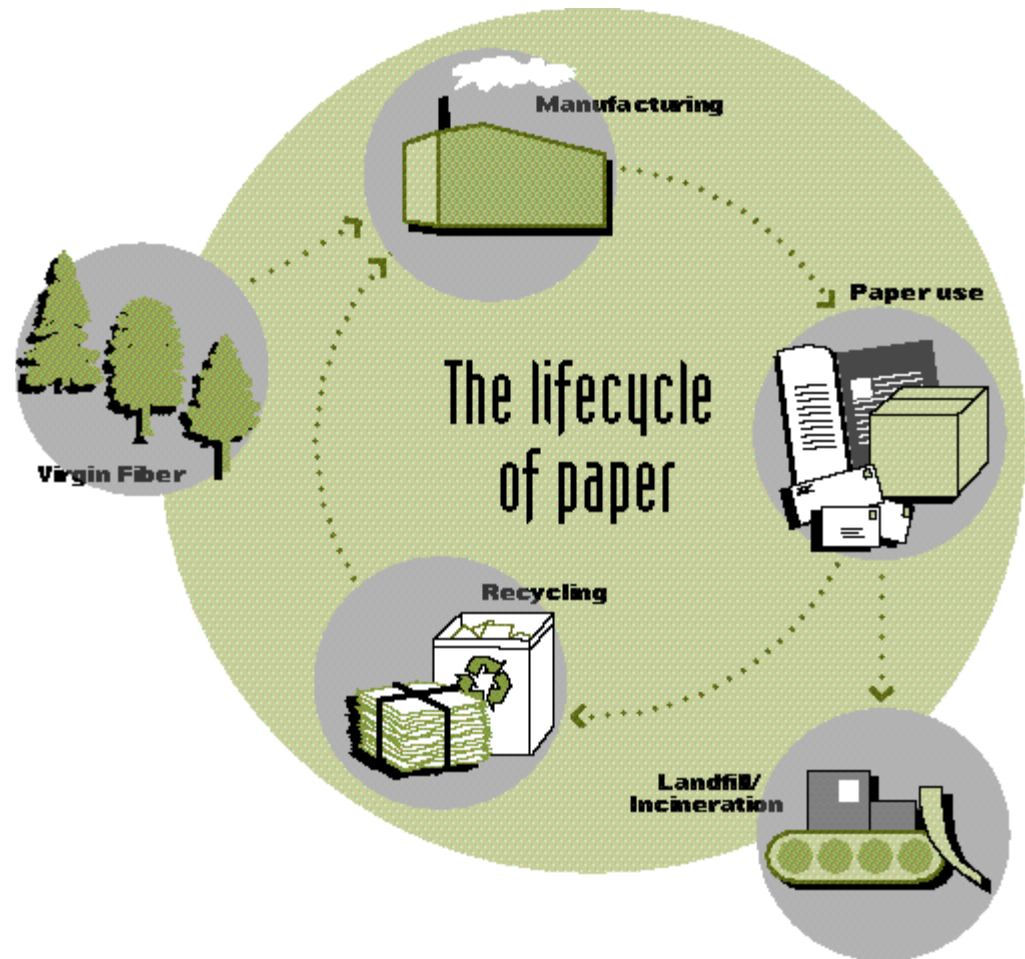 Manufacturing
Paper use
The lifecycle
of paper
Virgin Fiber
Recycling
Landfill/
Incineration